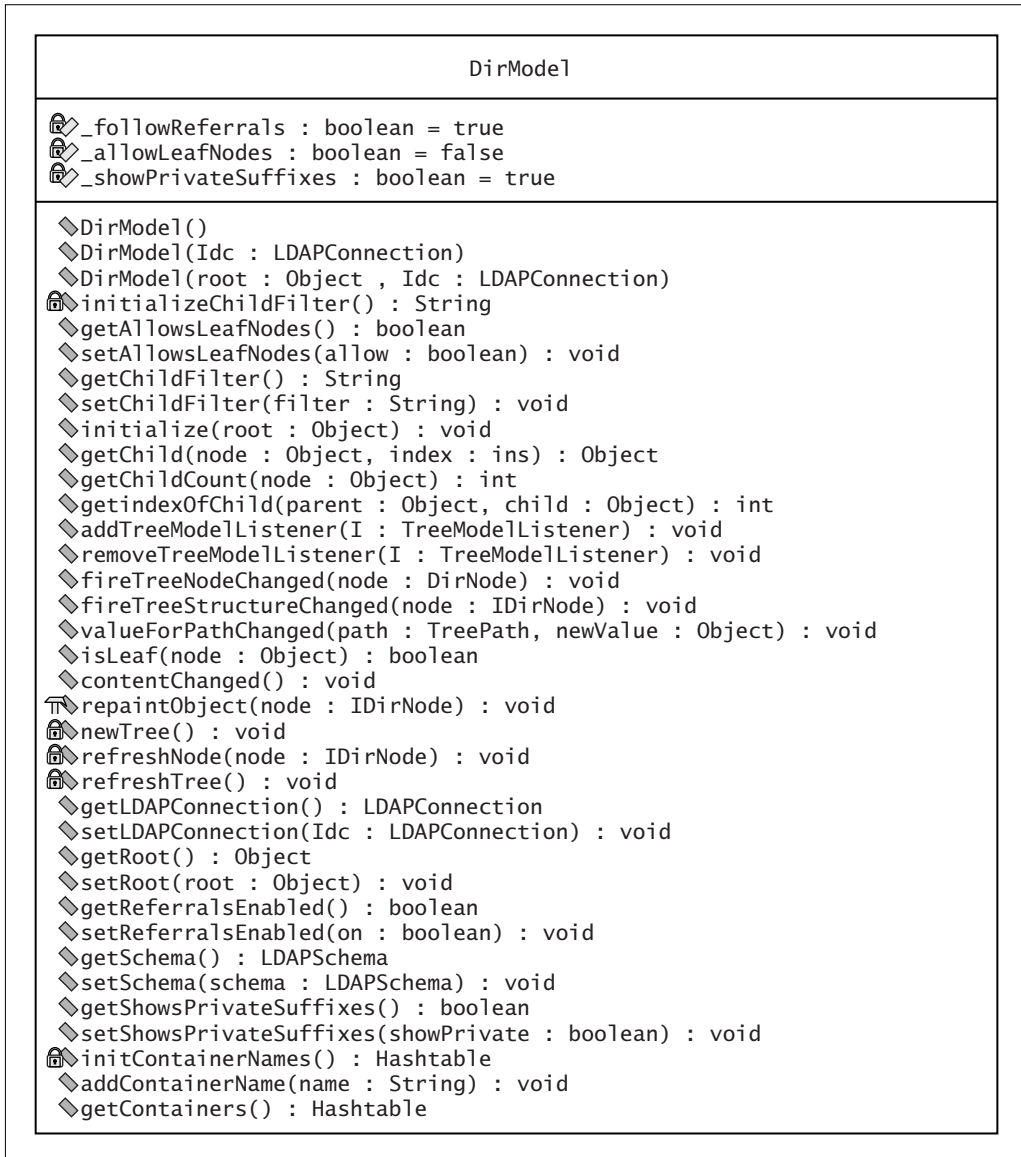 DirModel
_followReferrals : boolean = true
_allowLeafNodes : boolean = false
_showPrivateSuffixes : boolean = true
DirModel()
DirModel(Idc : LDAPConnection)
DirModel(root : Object , Idc : LDAPConnection)
initializeChildFilter() : String
getAllowsLeafNodes() : boolean
setAllowsLeafNodes(allow : boolean) : void
getChildFilter() : String
setChildFilter(filter : String) : void
initialize(root : Object) : void
getChild(node : Object, index : ins) : Object
getChildCount(node : Object) : int
getindexOfChild(parent : Object, child : Object) : int
addTreeModelListener(I : TreeModelListener) : void
removeTreeModelListener(I : TreeModelListener) : void
fireTreeNodeChanged(node : DirNode) : void
fireTreeStructureChanged(node : IDirNode) : void
valueForPathChanged(path : TreePath, newValue : Object) : void
isLeaf(node : Object) : boolean
contentChanged() : void
repaintObject(node : IDirNode) : void
newTree() : void
refreshNode(node : IDirNode) : void
refreshTree() : void
getLDAPConnection() : LDAPConnection
setLDAPConnection(Idc : LDAPConnection) : void
getRoot() : Object
setRoot(root : Object) : void
getReferralsEnabled() : boolean
setReferralsEnabled(on : boolean) : void
getSchema() : LDAPSchema
setSchema(schema : LDAPSchema) : void
getShowsPrivateSuffixes() : boolean
setShowsPrivateSuffixes(showPrivate : boolean) : void
initContainerNames() : Hashtable
addContainerName(name : String) : void
getContainers() : Hashtable